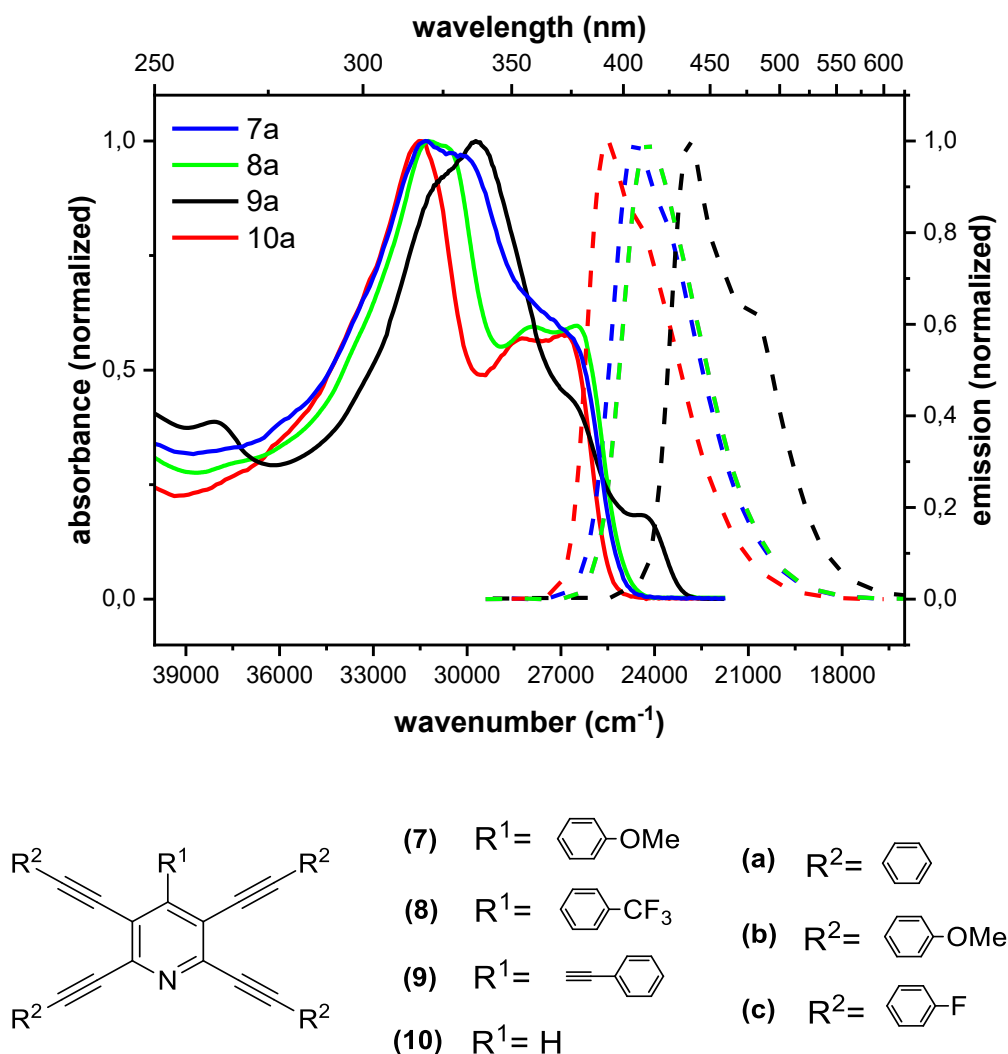 wavelength (nm)
250 300 350 400 450 500 550 600
absorbance (normalized)
1,0
0,5
0,0
7a
8a
9a
10a
1,0
0,8
0,6
0,4
0,2
0,0
emission (normalized)
39000 36000 33000 30000 27000 24000 21000 18000
wavenumber (cm⁻¹)
R² R¹ R²
R² N R²
(7) R¹= OMe
(8) R¹= CF₃
(9) R¹=
(10) R¹= H
(a) R²=
(b) R²= OMe
(c) R²= F